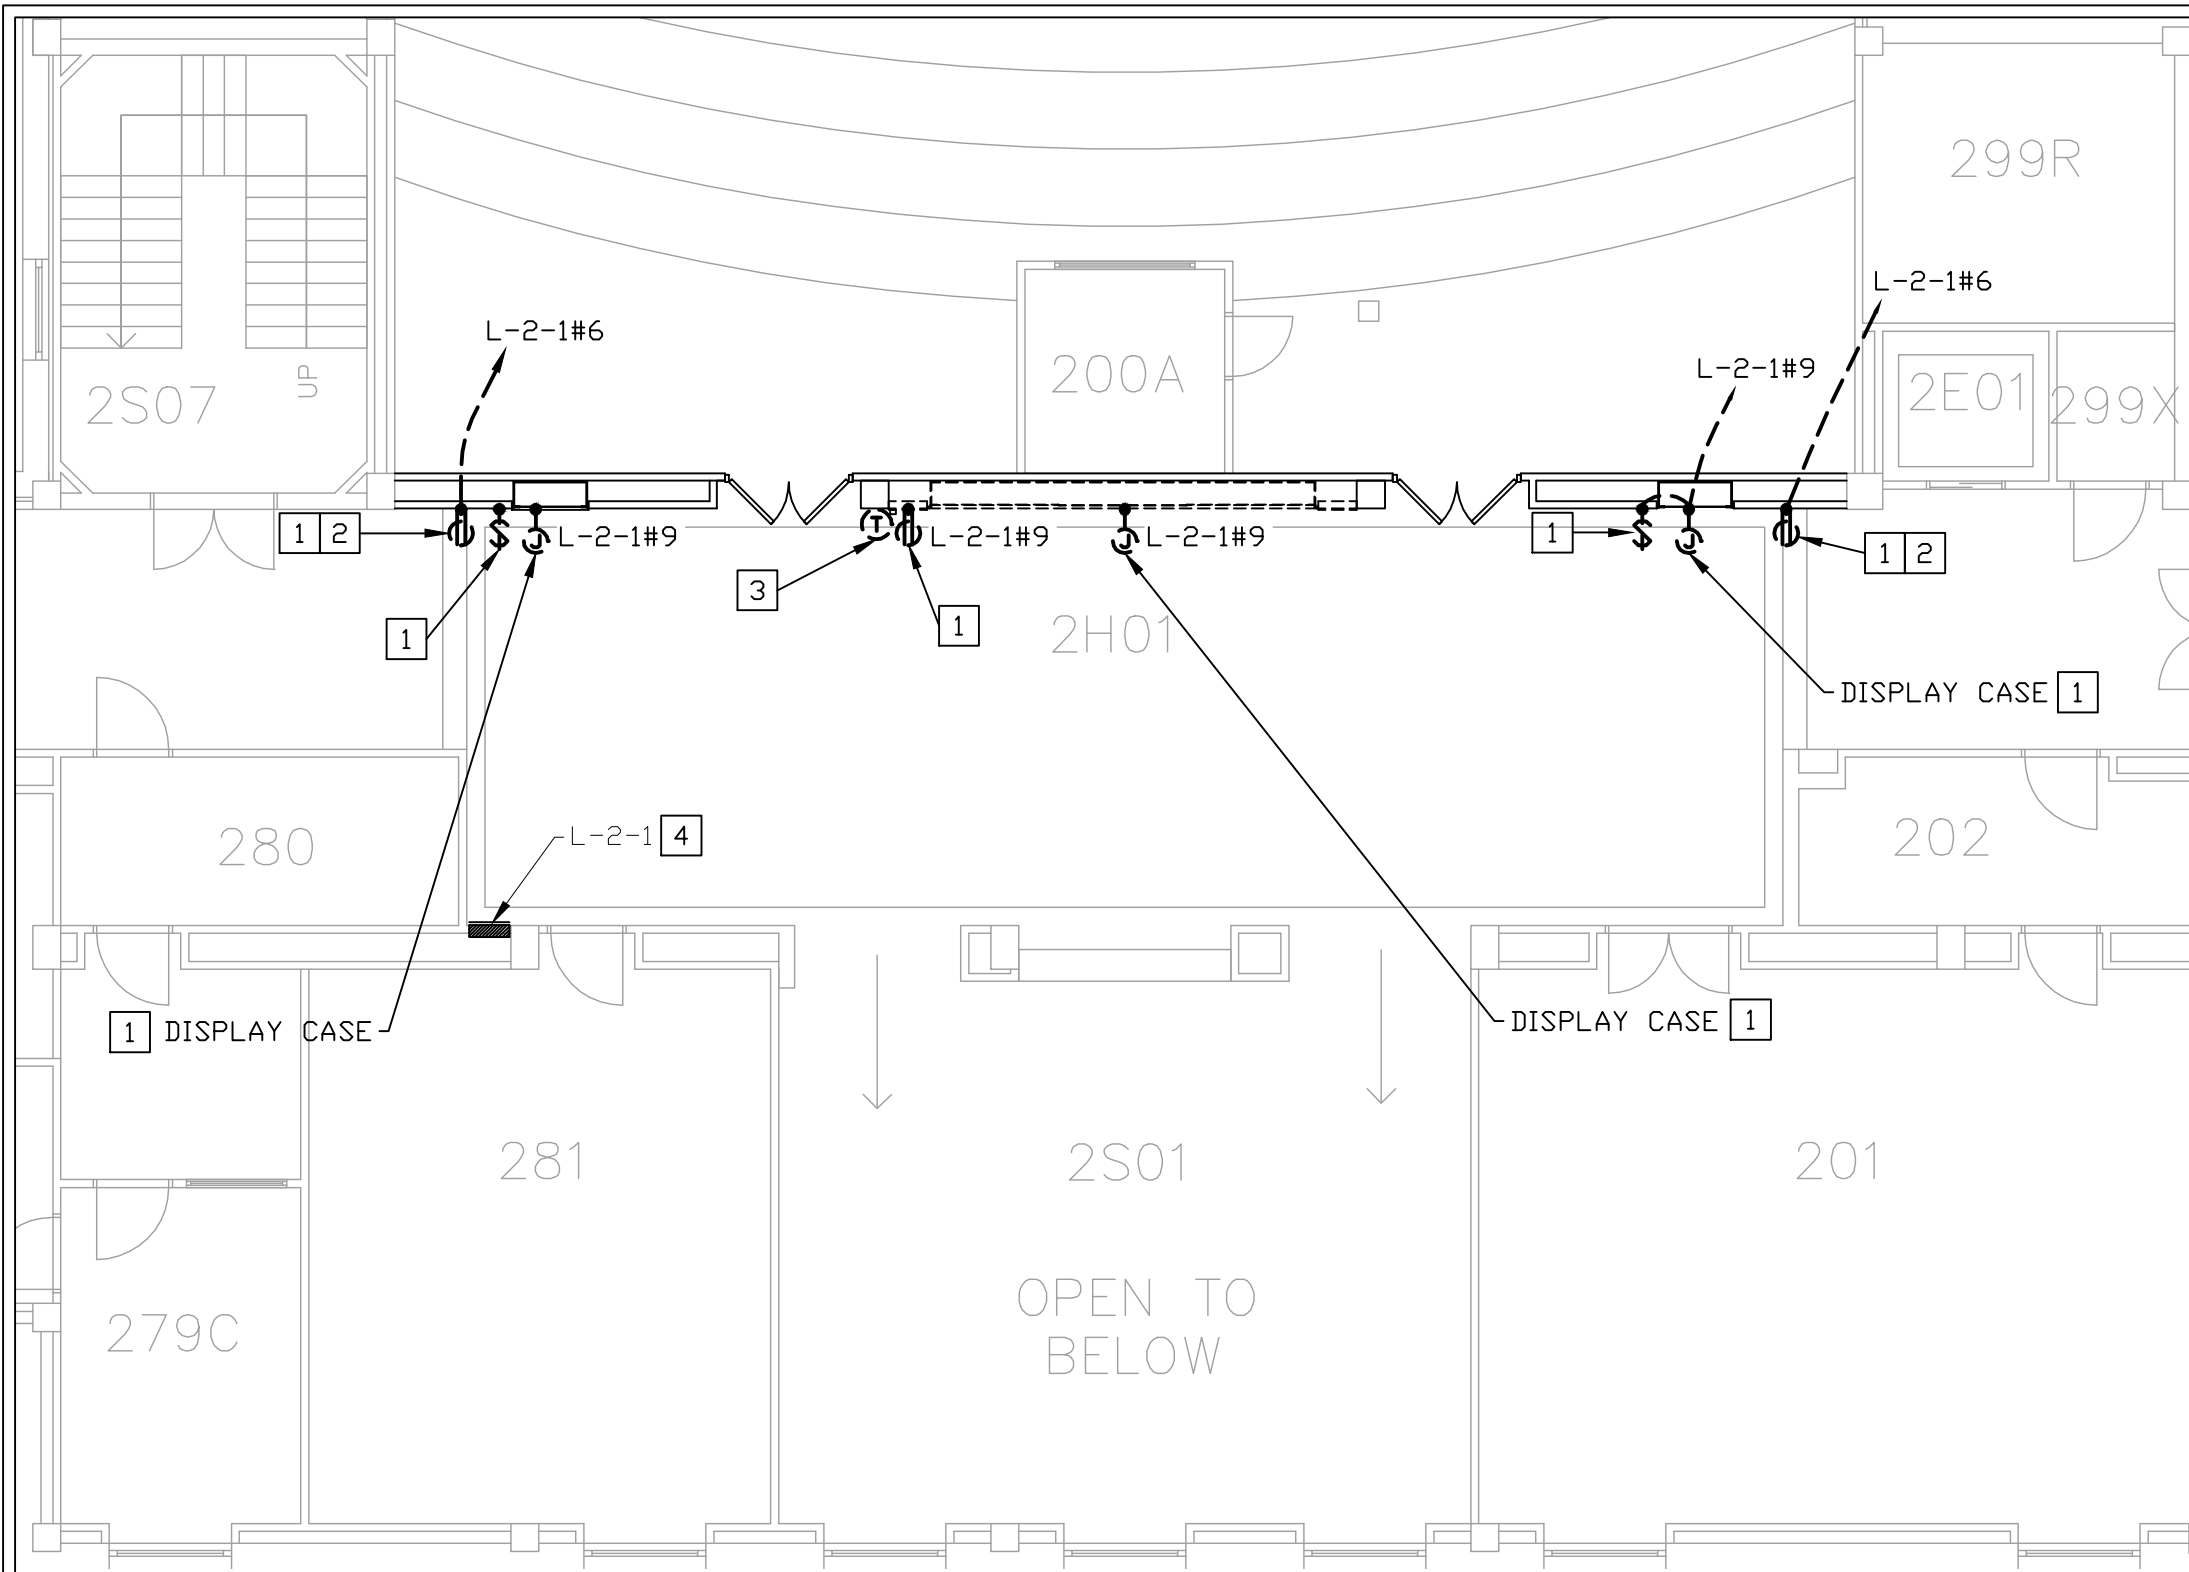 299R
L-2-1#6
L-2-1#6
200A
L-2-1#9
2S07
UP
2E01
299X
1 2
L-2-1#9
T
L-2-1#9
J
L-2-1#9
J
1
J
1 2
3
1
1
2H01
DISPLAY CASE 1
280
L-2-1 4
202
1 DISPLAY CASE
DISPLAY CASE 1
281
2S01
201
OPEN TO
BELOW
279C